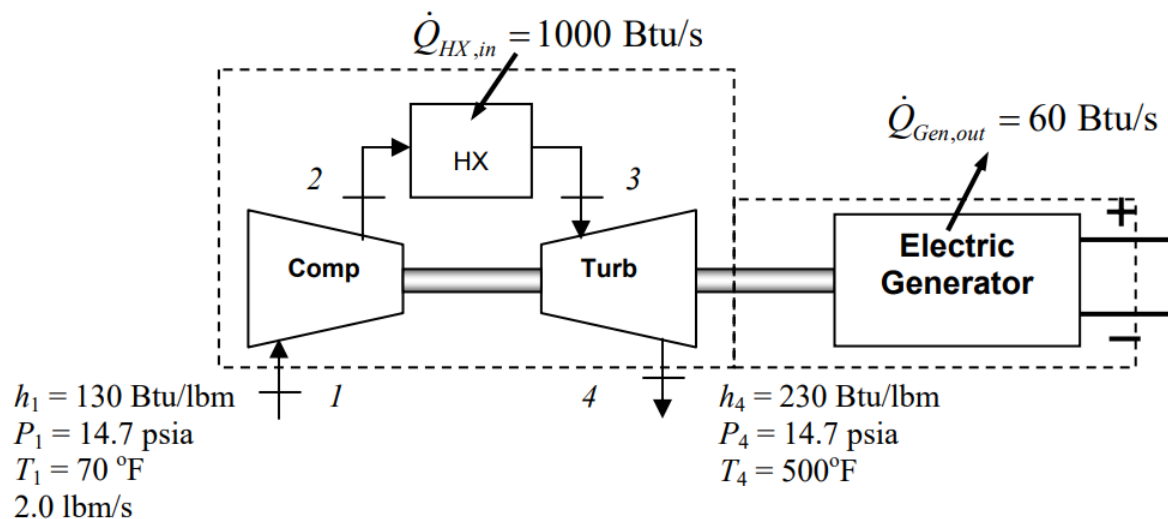 Q̇_{HX,in} = 1000 Btu/s
Q̇_{Gen,out} = 60 Btu/s
HX
2
3
Comp
Turb
Electric
Generator
+
−
1
4
h₁ = 130 Btu/lbm
P₁ = 14.7 psia
T₁ = 70 °F
2.0 lbm/s
h₄ = 230 Btu/lbm
P₄ = 14.7 psia
T₄ = 500°F